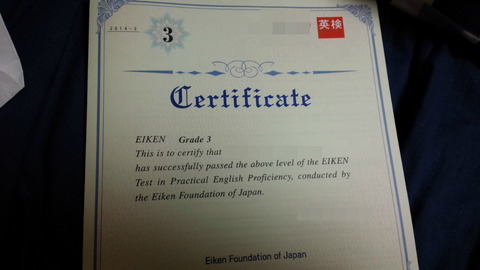 2014-3
3
英検
Certificate
EIKEN Grade 3
This is to certify that
has successfully passed the above level of the EIKEN
Test in Practical English Proficiency, conducted by
the Eiken Foundation of Japan.
Eiken Foundation of Japan